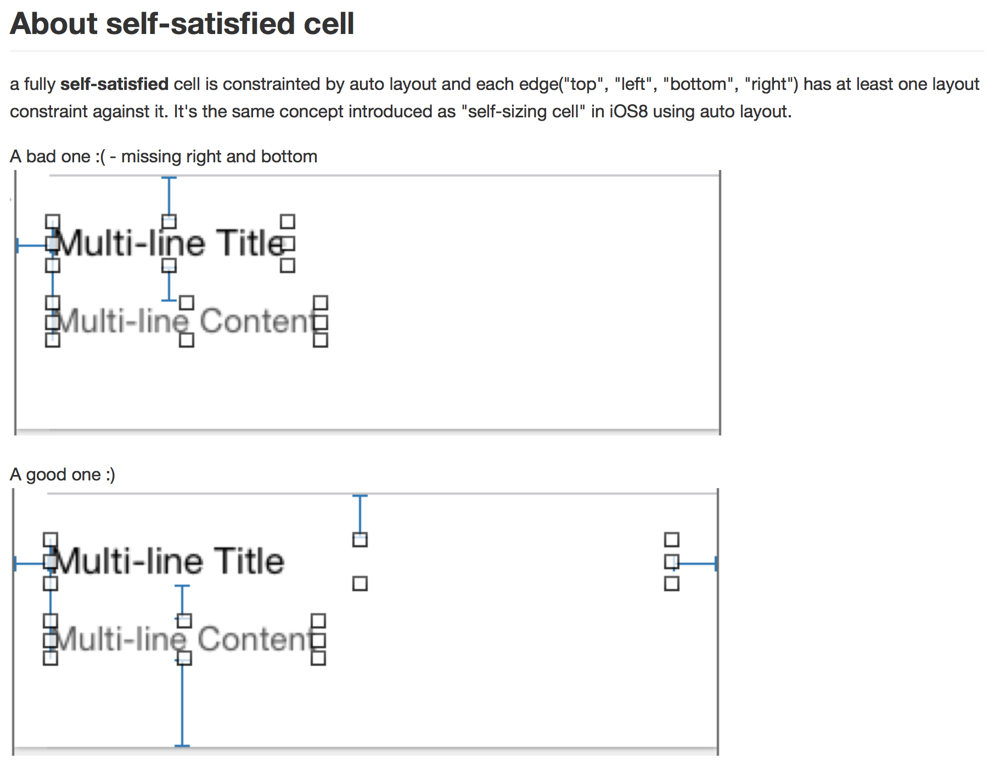 About self-satisfied cell
a fully self-satisfied cell is constrainted by auto layout and each edge("top", "left", "bottom", "right") has at least one layout
constraint against it. It's the same concept introduced as "self-sizing cell" in iOS8 using auto layout.
A bad one :( - missing right and bottom
Multi-line Title
Multi-line Content
A good one :)
Multi-line Title
Multi-line Content